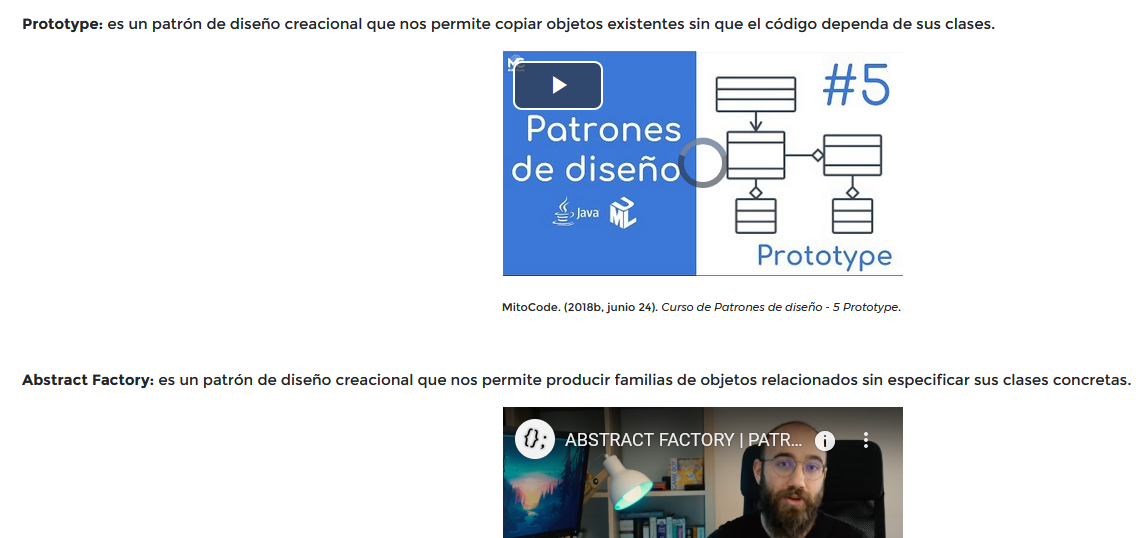 Prototype: es un patrón de diseño creacional que nos permite copiar objetos existentes sin que el código dependa de sus clases.
MC
#5
Patrones
de diseño
Java
UML
Prototype
MitoCode. (2018b, junio 24). Curso de Patrones de diseño - 5 Prototype.
Abstract Factory: es un patrón de diseño creacional que nos permite producir familias de objetos relacionados sin especificar sus clases concretas.
{};
ABSTRACT FACTORY | PATR...
i